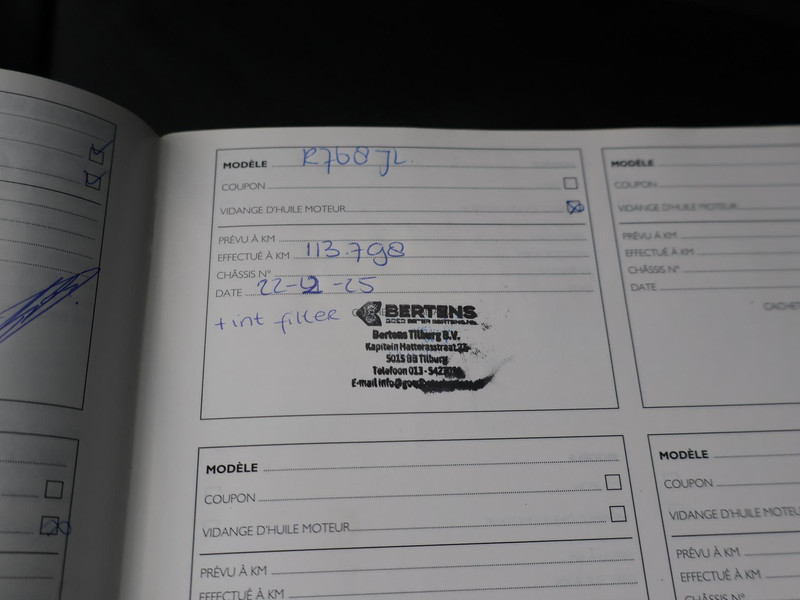 MODÈLE R768JL
COUPON
VIDANGE D'HUILE MOTEUR
PRÉVU À KM
EFFECTUÉ À KM 113.798
CHÂSSIS N°
DATE 22- -25
+ int filter
BERTENS
Bertens Tilburg B.V.
Kapitein Hatterasstraat
5015 BB Tilburg
Telefoon 013-
E-mail
MODÈLE
COUPON
VIDANGE D'HUILE MOTEUR
PRÉVU À KM
EFFECTUÉ À KM
CHÂSSIS N°
DATE
MODÈLE
COUPON
VIDANGE D'HUILE MOTEUR
PRÉVU À KM
EFFECTUÉ À KM
MODÈLE
COUPON
VIDANGE D'HUILE MOTEUR
PRÉVU À KM
EFFECTUÉ À KM